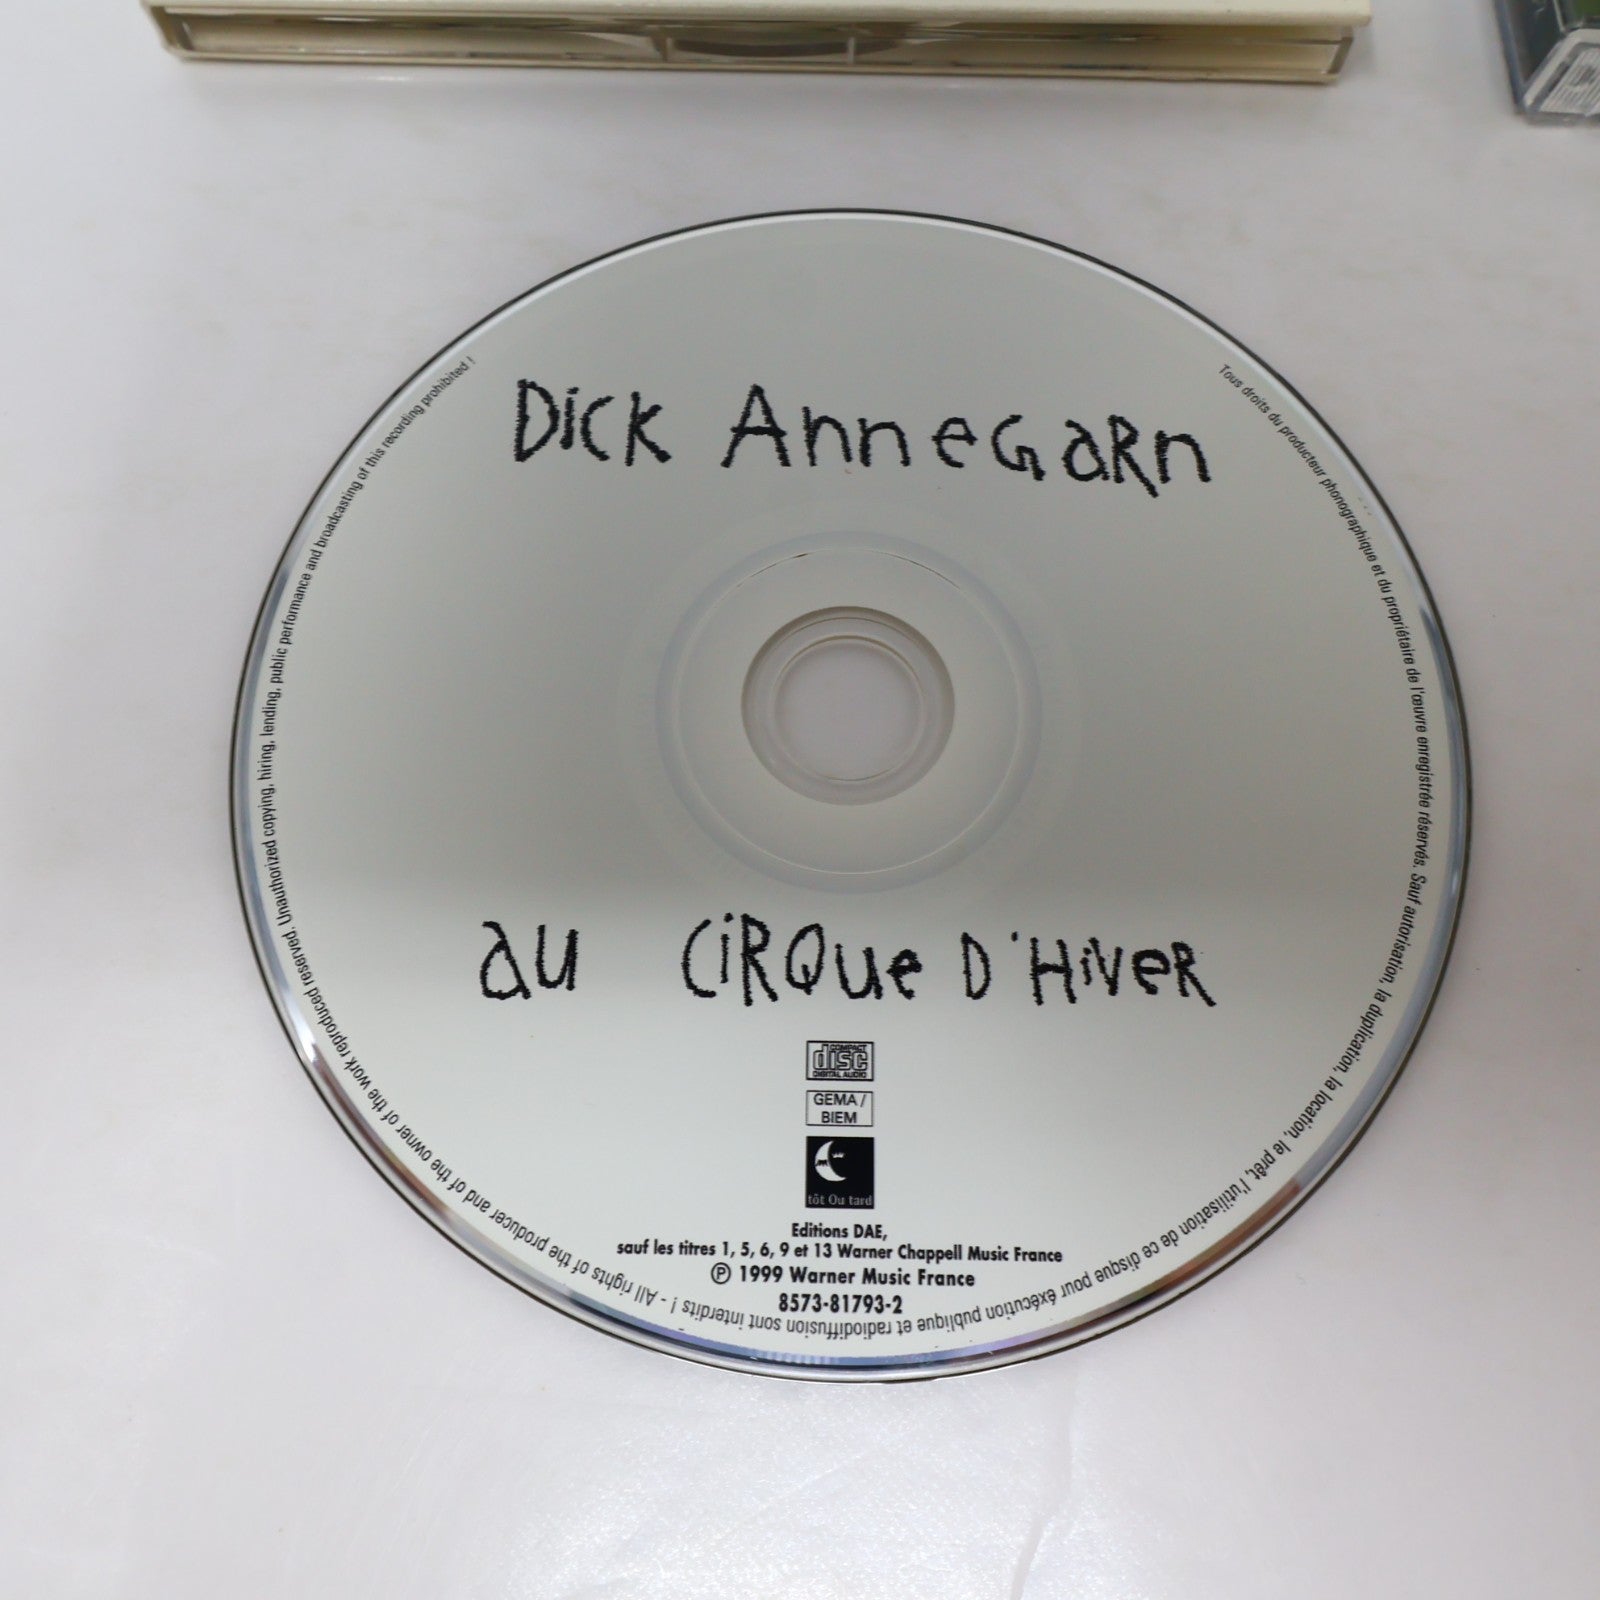 Dick AnneGaRn
au CiRQue D'HiVeR
COMPACT
disc
DIGITAL AUDIO
GEMA /
BIEM
tôt Ou tard
Editions DAE,
sauf les titres 1, 5, 6, 9 et 13 Warner Chappell Music France
℗ 1999 Warner Music France
8573-81793-2
Tous droits du producteur phonographique et du propriétaire de l'œuvre enregistrée réservés. Sauf autorisation, la duplication, la location, le prêt, l'utilisation de ce disque pour éxécution publique et radiodiffusion sont interdits ! - All rights of the producer and of the owner of the work reproduced reserved. Unauthorized copying, hiring, lending, public performance and broadcasting of this recording prohibited !